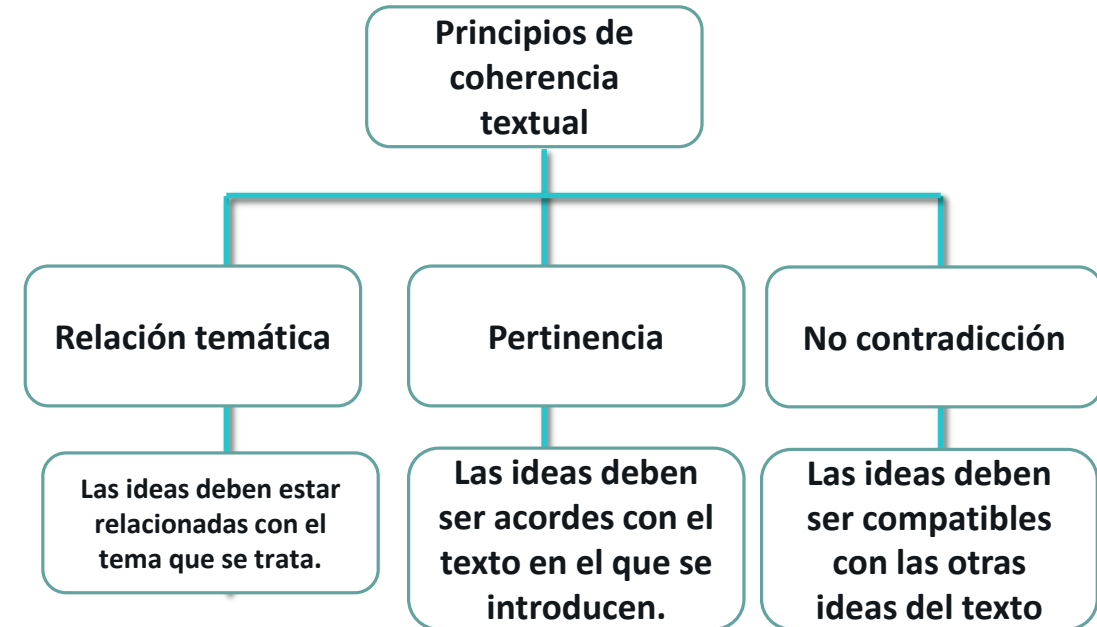 Principios de
coherencia
textual
Relación temática
Pertinencia
No contradicción
Las ideas deben estar
relacionadas con el
tema que se trata.
Las ideas deben
ser acordes con el
texto en el que se
introducen.
Las ideas deben
ser compatibles
con las otras
ideas del texto